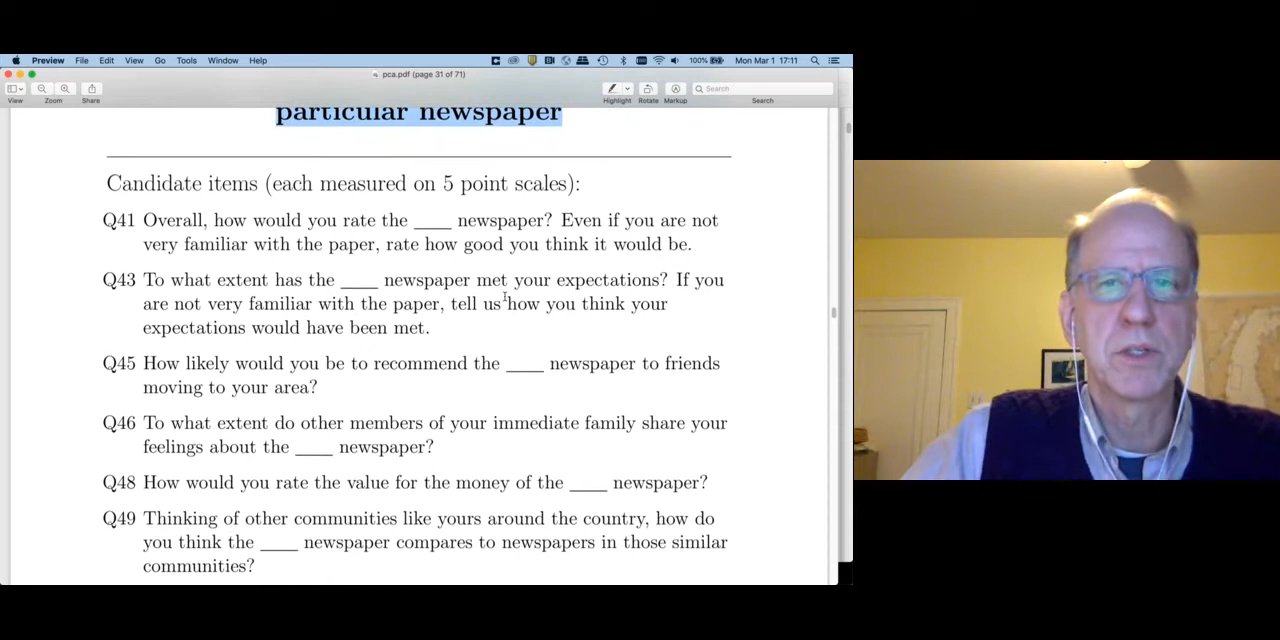 Preview File Edit View Go Tools Window Help 100% Mon Mar 1 17:11
pca.pdf (page 31 of 71)
View Zoom Share Highlight Rotate Markup Search Search
particular newspaper
Candidate items (each measured on 5 point scales):
Q41 Overall, how would you rate the ____ newspaper? Even if you are not
very familiar with the paper, rate how good you think it would be.
Q43 To what extent has the ____ newspaper met your expectations? If you
are not very familiar with the paper, tell us how you think your
expectations would have been met.
Q45 How likely would you be to recommend the ____ newspaper to friends
moving to your area?
Q46 To what extent do other members of your immediate family share your
feelings about the ____ newspaper?
Q48 How would you rate the value for the money of the ____ newspaper?
Q49 Thinking of other communities like yours around the country, how do
you think the ____ newspaper compares to newspapers in those similar
communities?